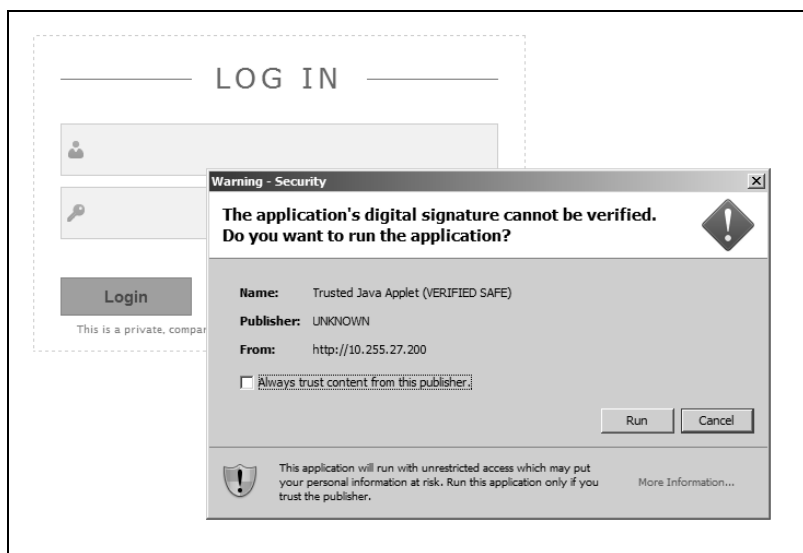 LOG IN
Warning - Security
The application's digital signature cannot be verified.
Do you want to run the application?
Name: Trusted Java Applet (VERIFIED SAFE)
Publisher: UNKNOWN
From: http://10.255.27.200
Always trust content from this publisher.
Login
This is a private, compar
Run Cancel
This application will run with unrestricted access which may put
your personal information at risk. Run this application only if you
trust the publisher.
More Information...